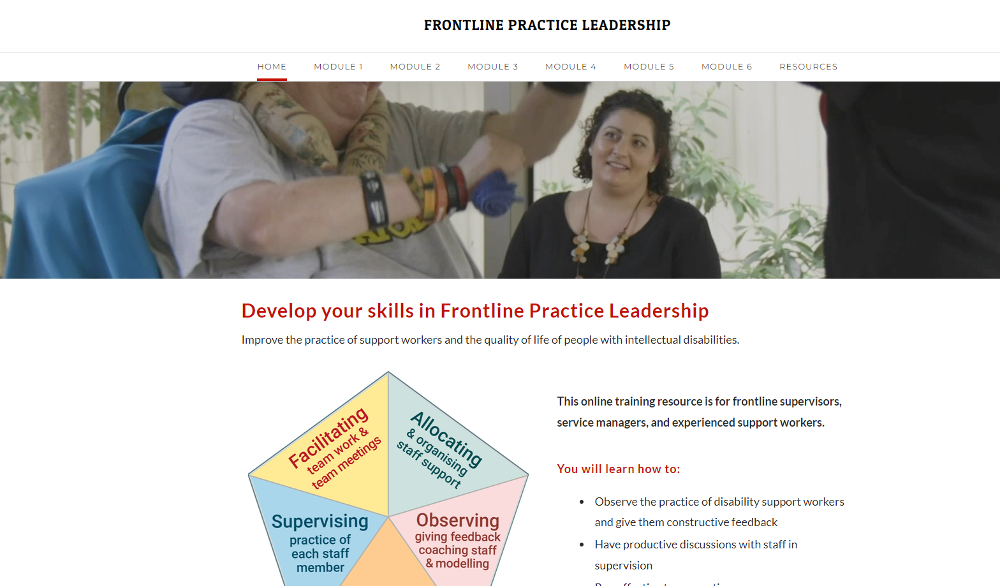 FRONTLINE PRACTICE LEADERSHIP
HOME
MODULE 1
MODULE 2
MODULE 3
MODULE 4
MODULE 5
MODULE 6
RESOURCES
Develop your skills in Frontline Practice Leadership
Improve the practice of support workers and the quality of life of people with intellectual disabilities.
Facilitating
team work &
team meetings
Allocating
& organising
staff support
Supervising
practice of
each staff
member
Observing
giving feedback
coaching staff
& modelling
This online training resource is for frontline supervisors,
service managers, and experienced support workers.
You will learn how to:
• Observe the practice of disability support workers
and give them constructive feedback
• Have productive discussions with staff in
supervision